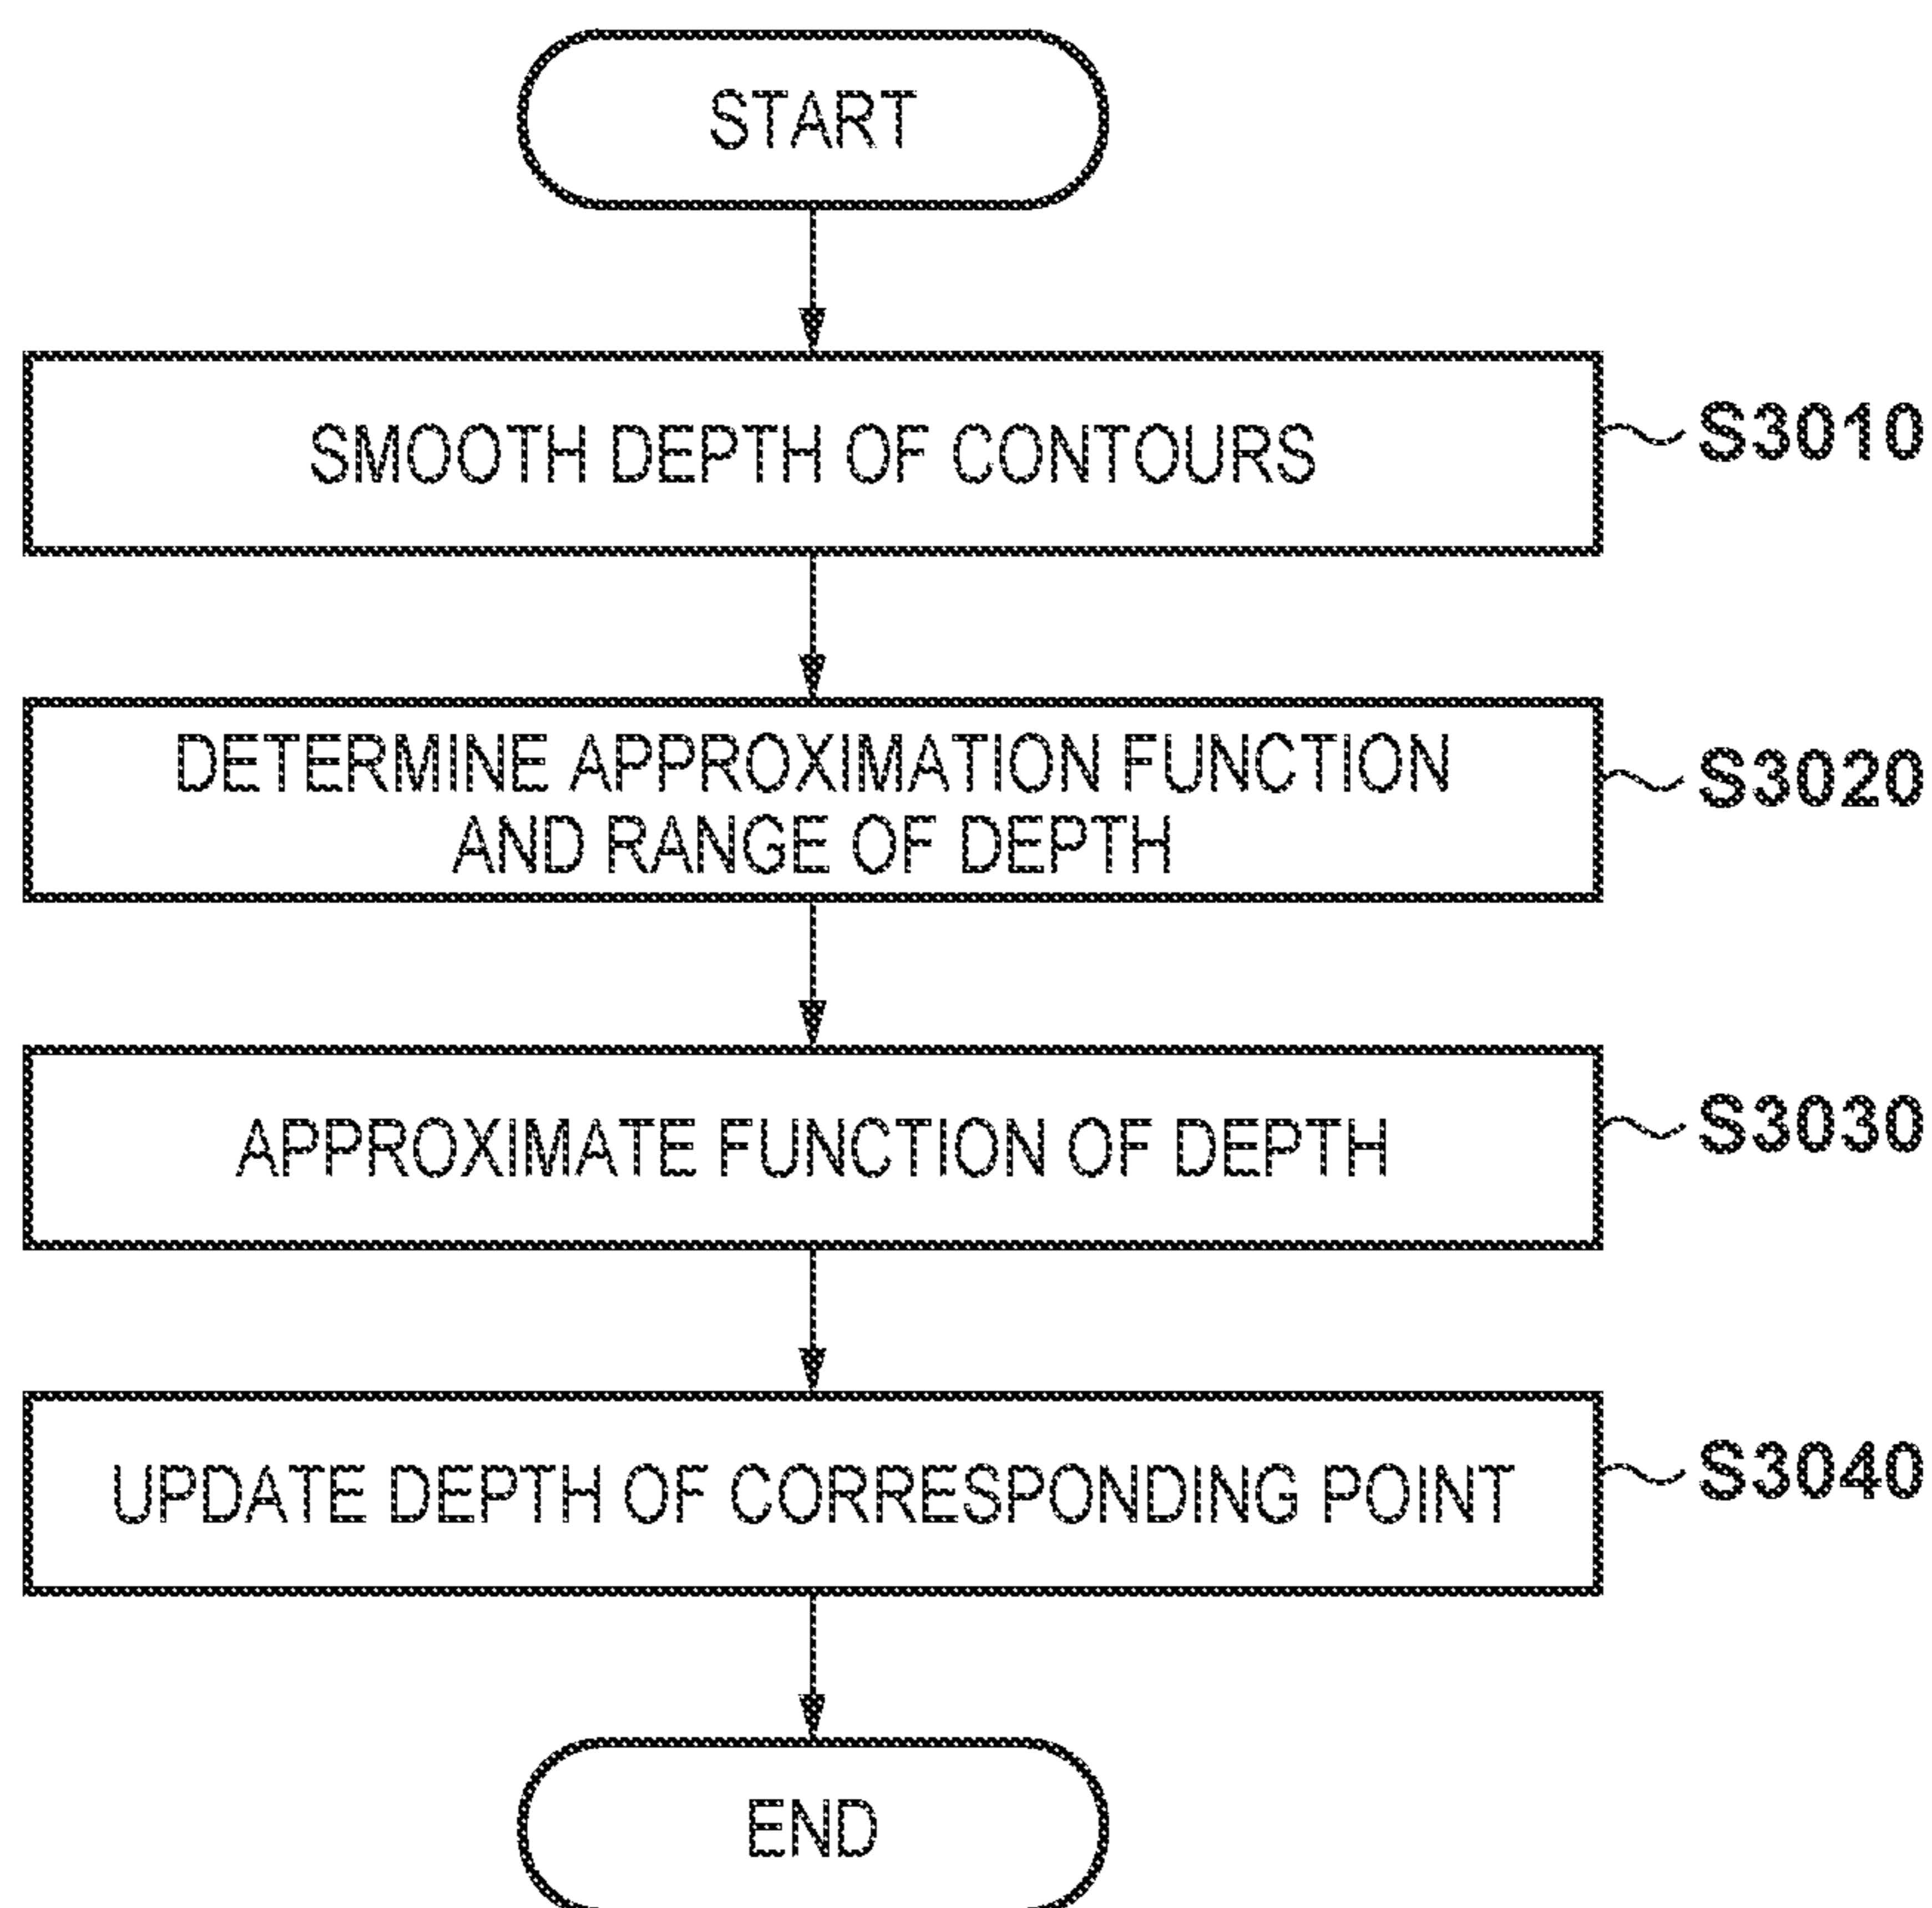 START
SMOOTH DEPTH OF CONTOURS
S3010
DETERMINE APPROXIMATION FUNCTION
AND RANGE OF DEPTH
S3020
APPROXIMATE FUNCTION OF DEPTH
S3030
UPDATE DEPTH OF CORRESPONDING POINT
S3040
END